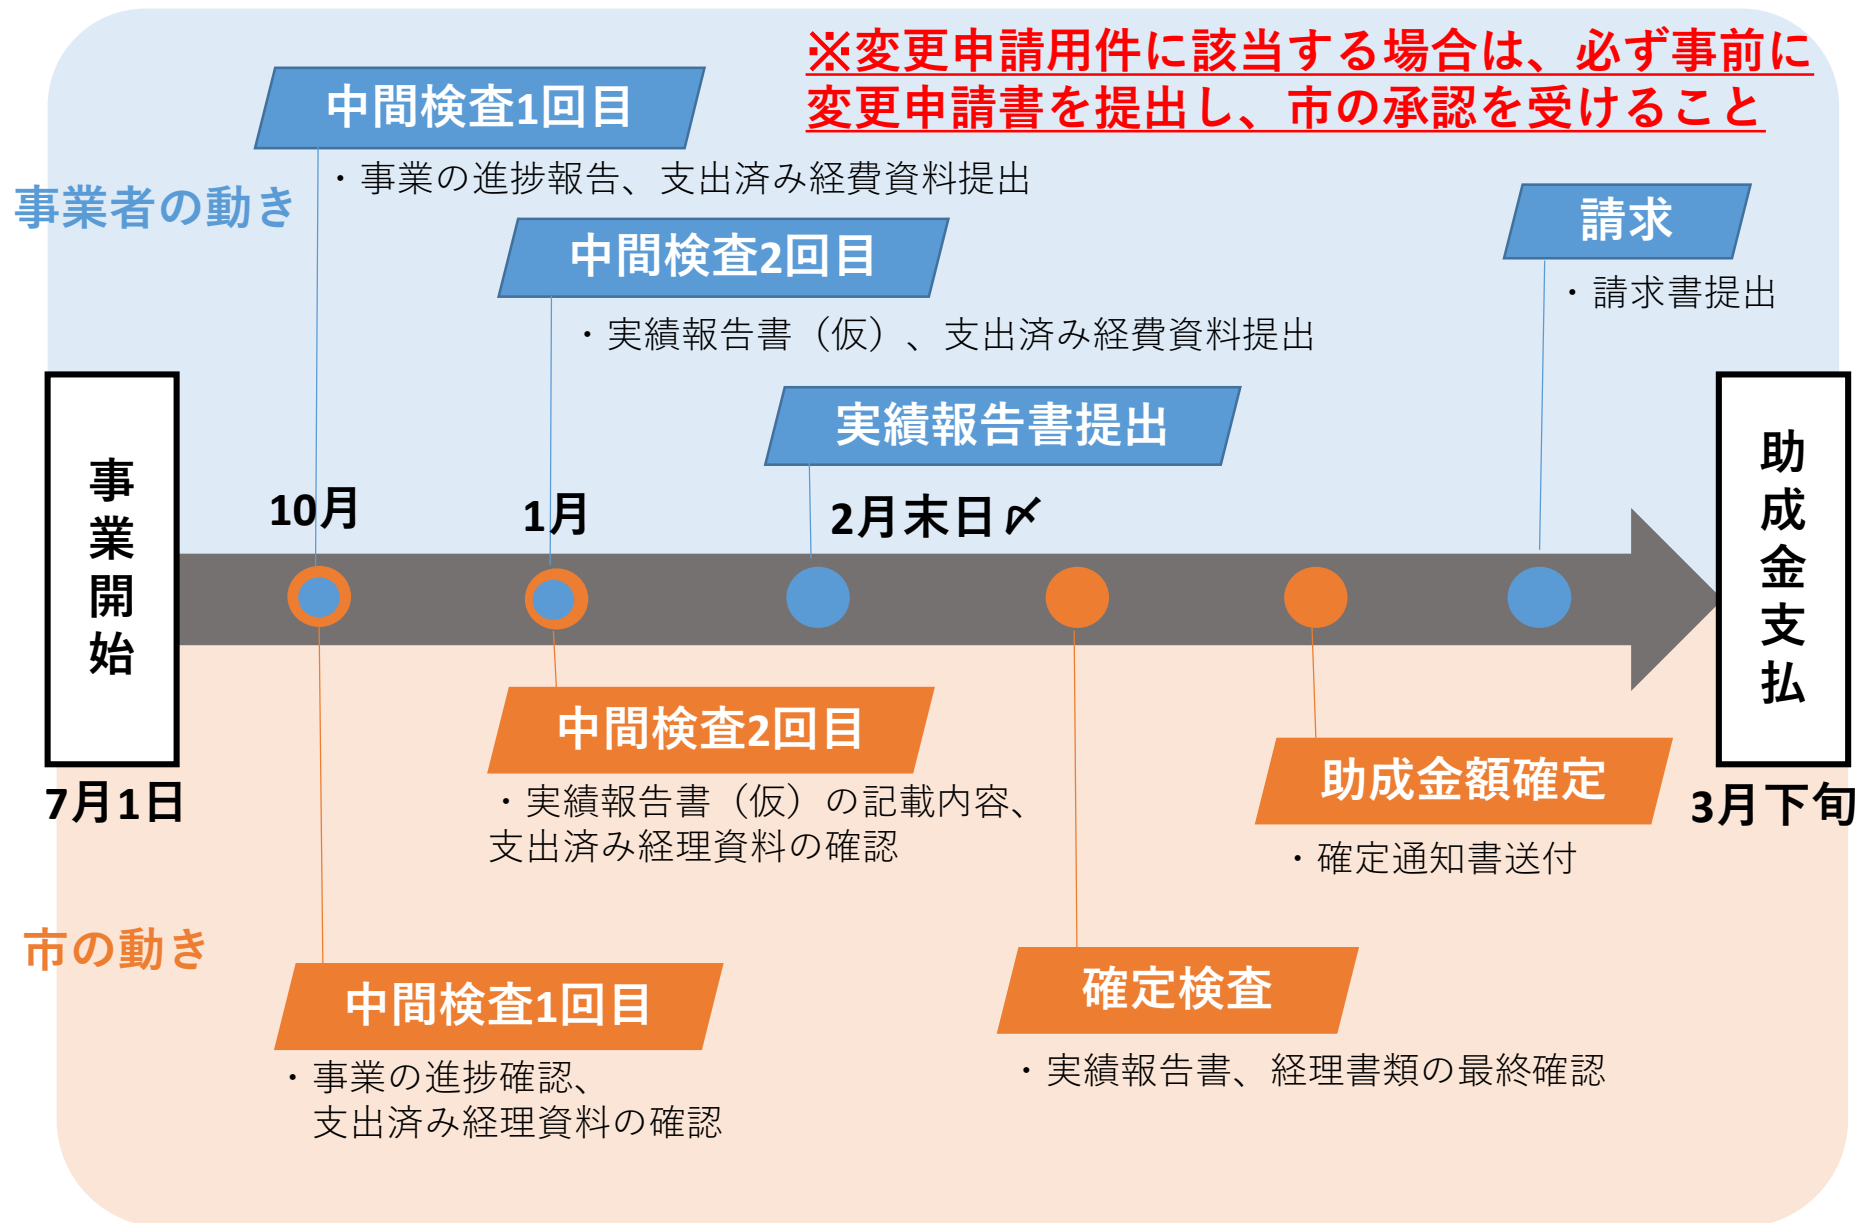 ※変更申請用件に該当する場合は、必ず事前に
変更申請書を提出し、市の承認を受けること
中間検査1回目
・事業の進捗報告、支出済み経費資料提出
事業者の動き
中間検査2回目
・実績報告書（仮）、支出済み経費資料提出
請求
・請求書提出
実績報告書提出
事業開始
7月1日
10月
1月
2月末日〆
助成金支払
3月下旬
中間検査2回目
・実績報告書（仮）の記載内容、
支出済み経理資料の確認
助成金額確定
・確定通知書送付
市の動き
中間検査1回目
・事業の進捗確認、
支出済み経理資料の確認
確定検査
・実績報告書、経理書類の最終確認